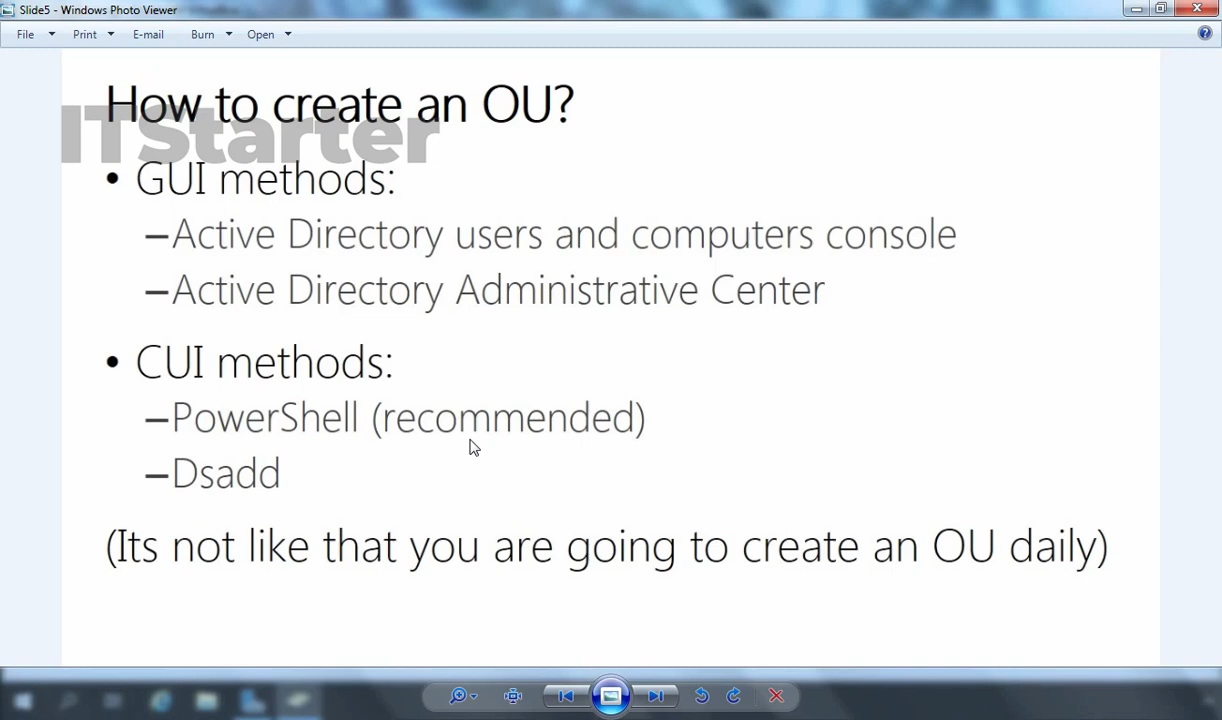 Slide5 - Windows Photo Viewer
File Print E-mail Burn Open
How to create an OU?
ITStarter
• GUI methods:
–Active Directory users and computers console
–Active Directory Administrative Center
• CUI methods:
–PowerShell (recommended)
–Dsadd
(Its not like that you are going to create an OU daily)